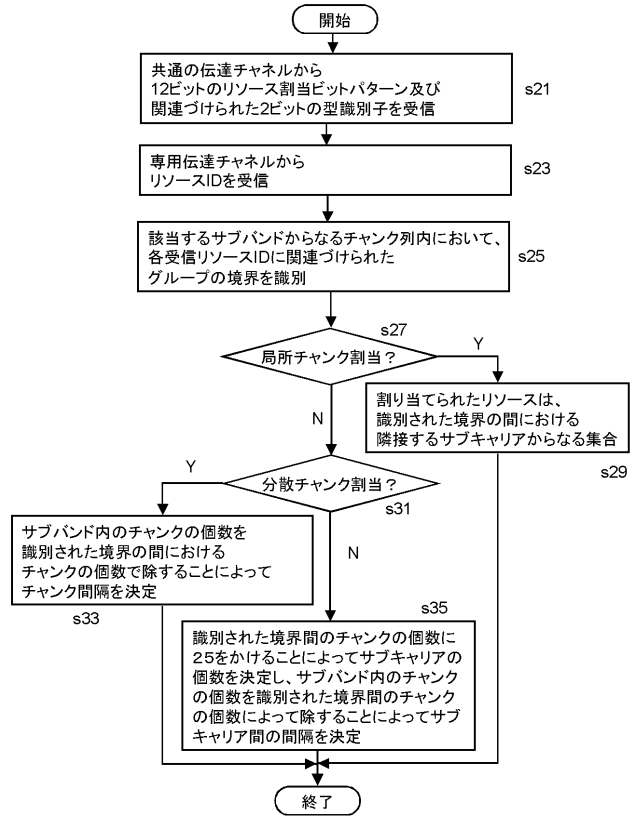 開始
共通の伝達チャネルから
12ビットのリソース割当ビットパターン及び
関連づけられた2ビットの型識別子を受信
s21
専用伝達チャネルから
リソースIDを受信
s23
該当するサブバンドからなるチャンク列内において、
各受信リソースIDに関連づけられた
グループの境界を識別
s25
s27
局所チャンク割当？
Y
N
割り当てられたリソースは、
識別された境界の間における
隣接するサブキャリアからなる集合
s29
分散チャンク割当？
s31
Y
N
サブバンド内のチャンクの個数を
識別された境界の間における
チャンクの個数で除することによって
チャンク間隔を決定
s33
s35
識別された境界間のチャンクの個数に
２５をかけることによってサブキャリアの
個数を決定し、サブバンド内のチャンク
の個数を識別された境界間のチャンク
の個数によって除することによってサブ
キャリア間の間隔を決定
終了